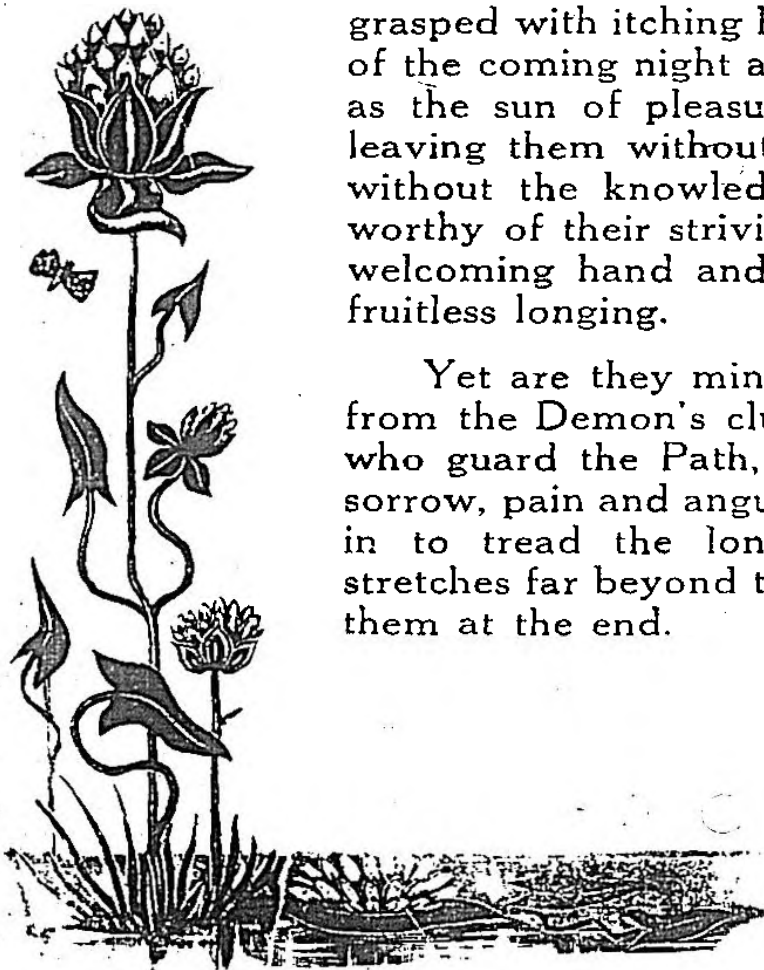 grasped with itching
of the coming night a
as the sun of pleasu
leaving them without
without the knowled
worthy of their strivi
welcoming hand and
fruitless longing.
Yet are they min
from the Demon's clu
who guard the Path,
sorrow, pain and angu
in to tread the lon
stretches far beyond t
them at the end.